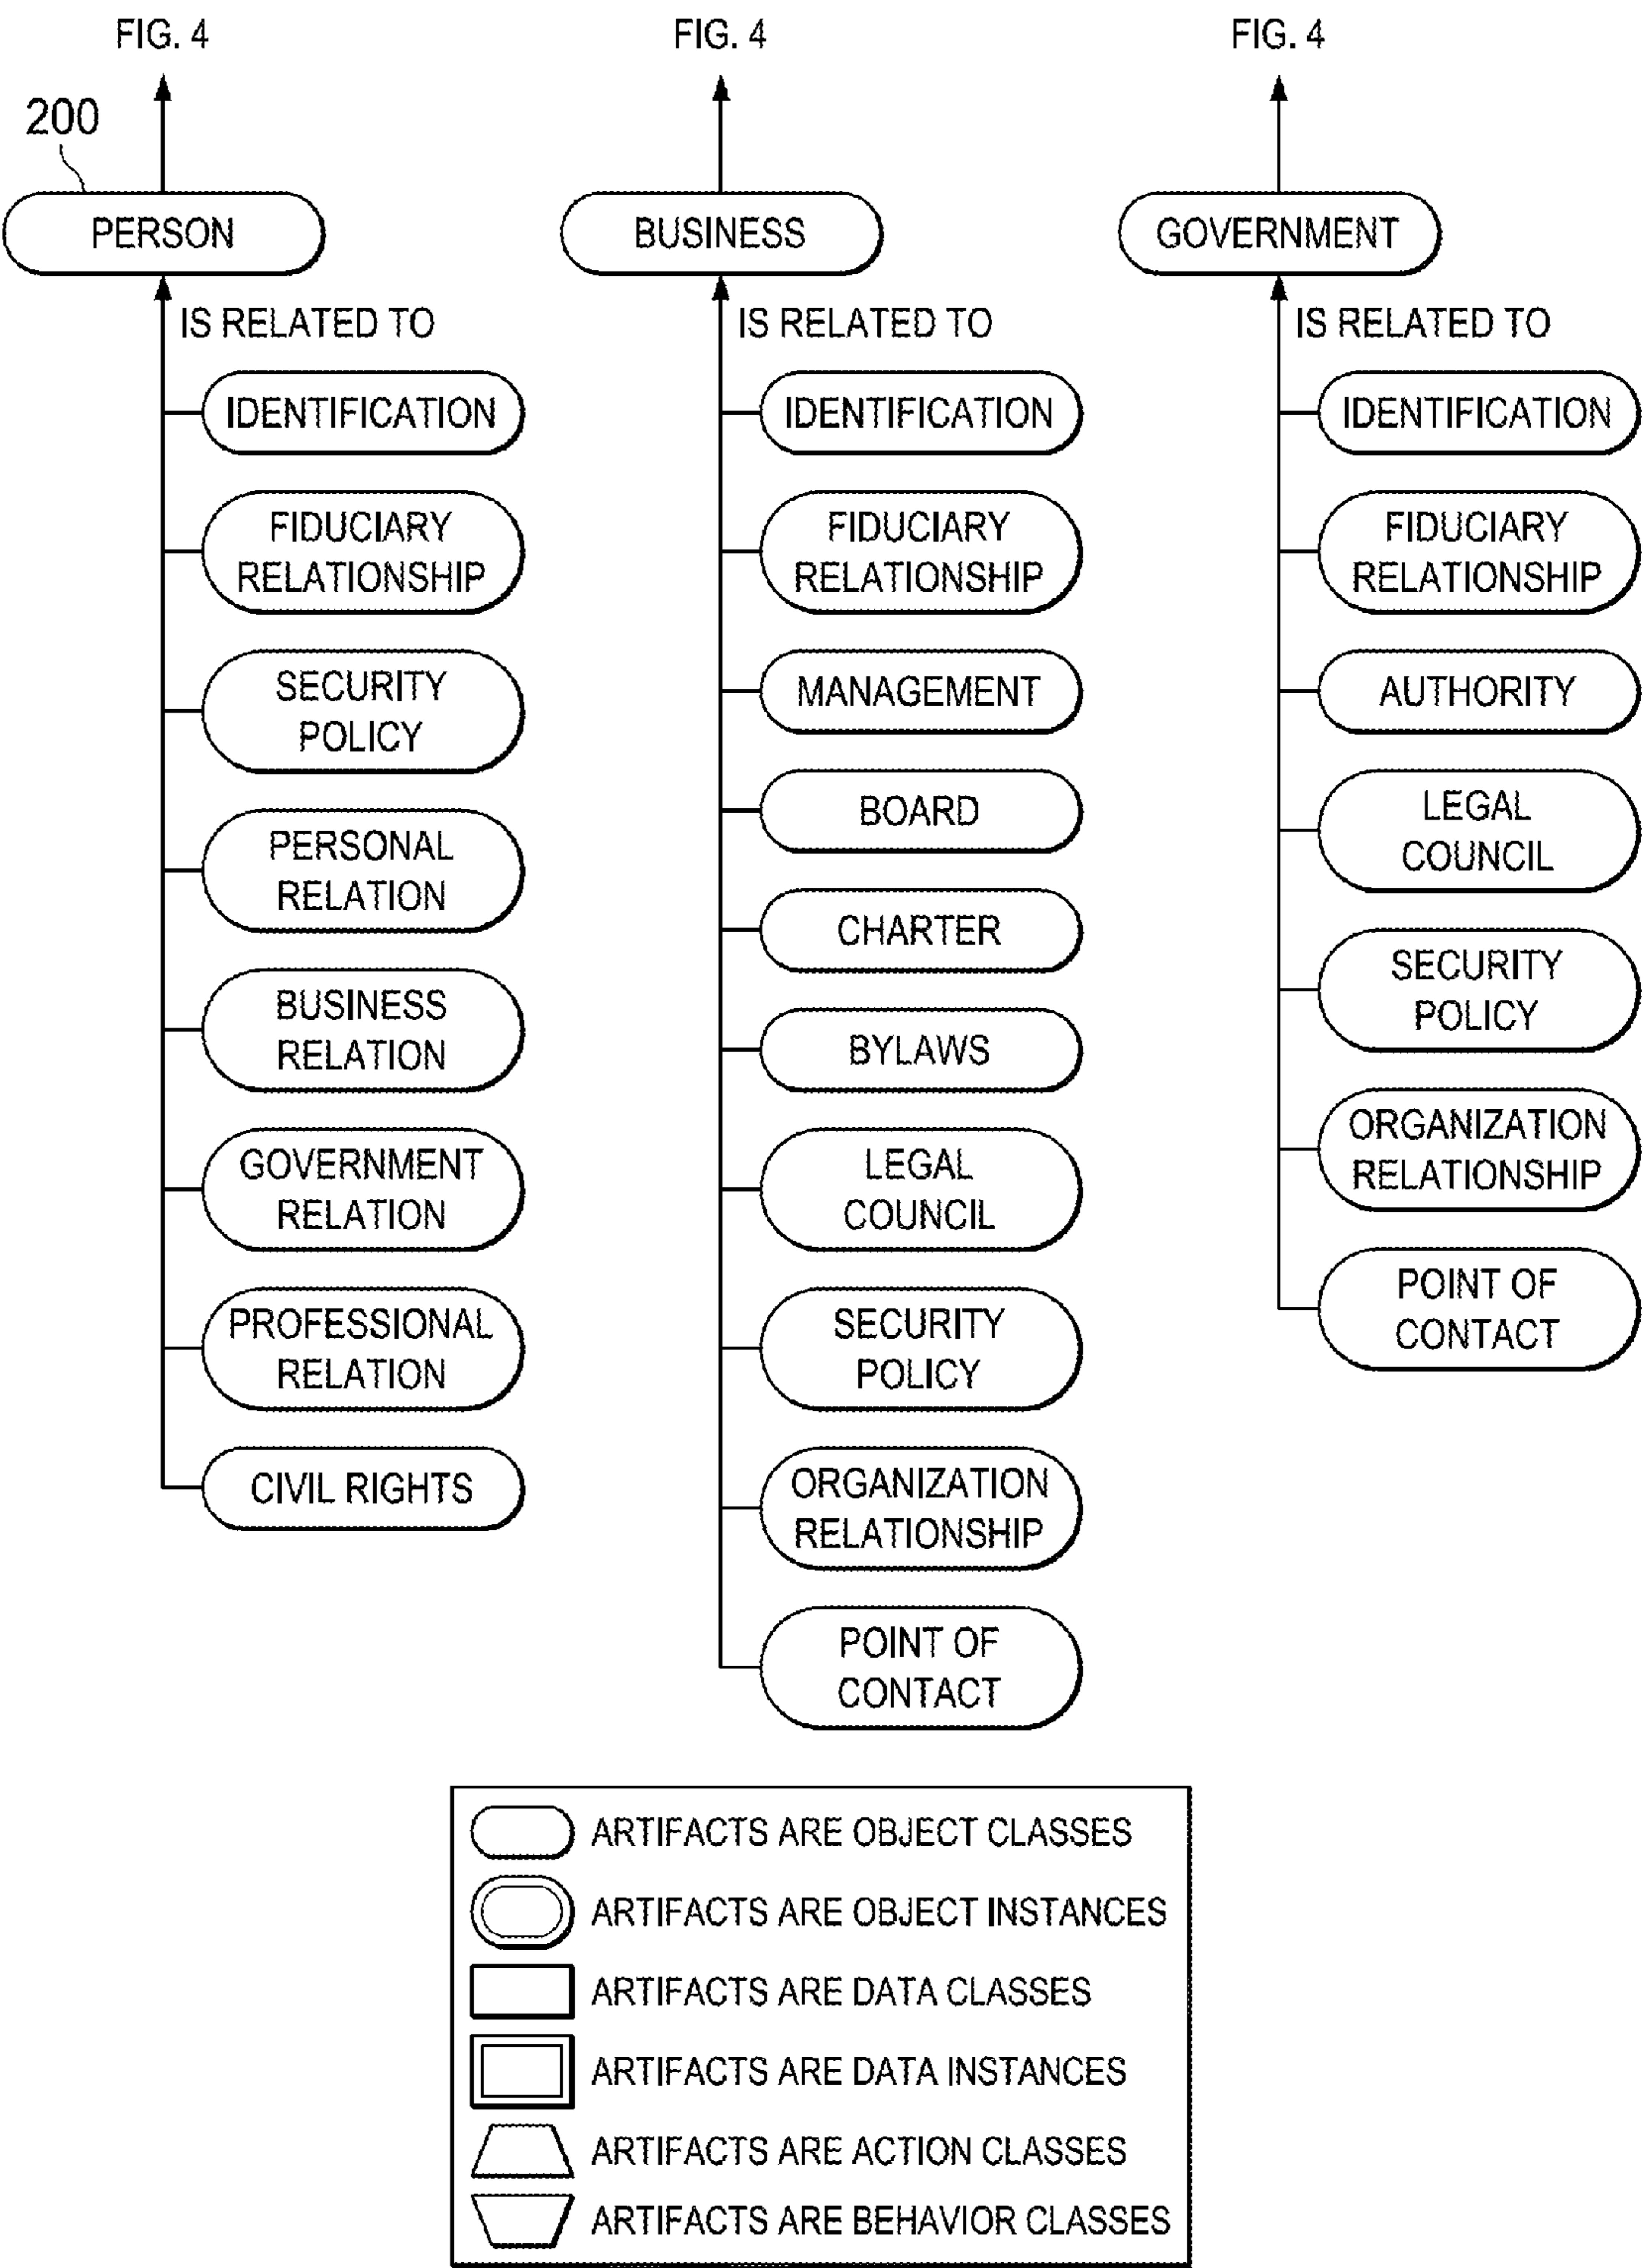 FIG. 4
200
PERSON
IS RELATED TO
IDENTIFICATION
FIDUCIARY
RELATIONSHIP
SECURITY
POLICY
PERSONAL
RELATION
BUSINESS
RELATION
GOVERNMENT
RELATION
PROFESSIONAL
RELATION
CIVIL RIGHTS
FIG. 4
BUSINESS
IS RELATED TO
IDENTIFICATION
FIDUCIARY
RELATIONSHIP
MANAGEMENT
BOARD
CHARTER
BYLAWS
LEGAL
COUNCIL
SECURITY
POLICY
ORGANIZATION
RELATIONSHIP
POINT OF
CONTACT
FIG. 4
GOVERNMENT
IS RELATED TO
IDENTIFICATION
FIDUCIARY
RELATIONSHIP
AUTHORITY
LEGAL
COUNCIL
SECURITY
POLICY
ORGANIZATION
RELATIONSHIP
POINT OF
CONTACT
ARTIFACTS ARE OBJECT CLASSES
ARTIFACTS ARE OBJECT INSTANCES
ARTIFACTS ARE DATA CLASSES
ARTIFACTS ARE DATA INSTANCES
ARTIFACTS ARE ACTION CLASSES
ARTIFACTS ARE BEHAVIOR CLASSES